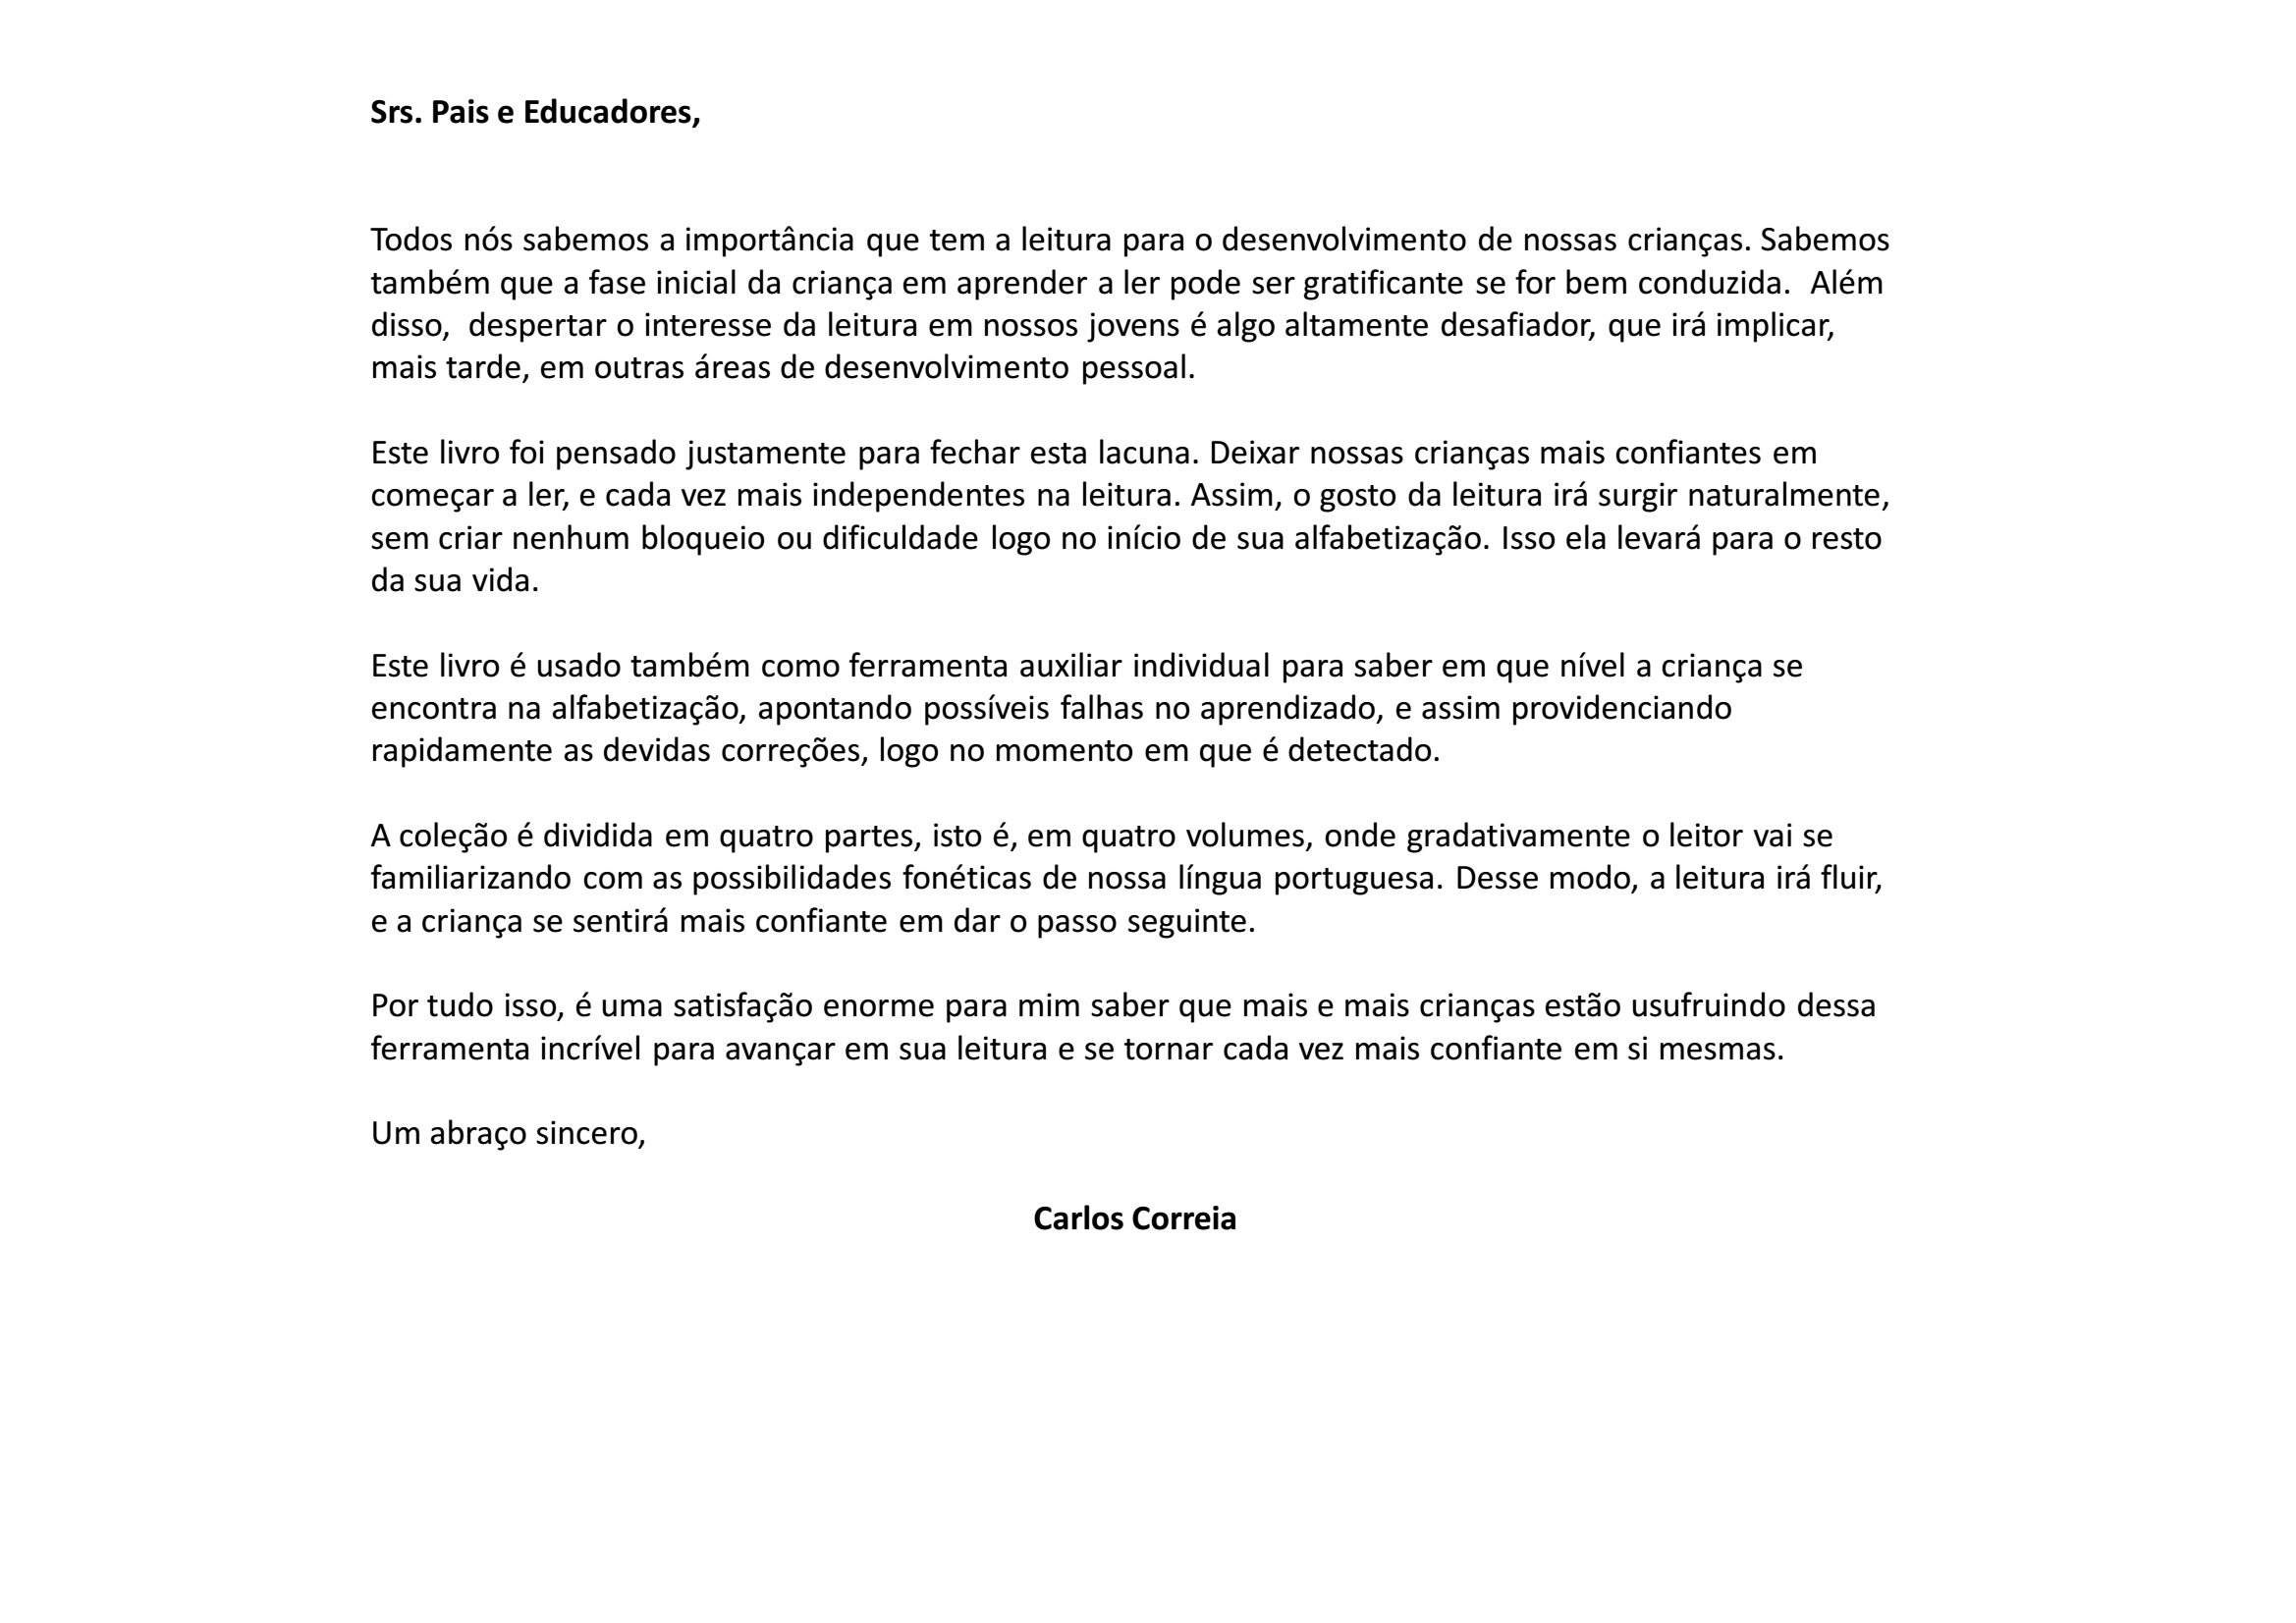 Srs. Pais e Educadores,
Todos nós sabemos a importância que tem a leitura para o desenvolvimento de nossas crianças. Sabemos
também que a fase inicial da criança em aprender a ler pode ser gratificante se for bem conduzida.  Além
disso,  despertar o interesse da leitura em nossos jovens é algo altamente desafiador, que irá implicar,
mais tarde, em outras áreas de desenvolvimento pessoal.
Este livro foi pensado justamente para fechar esta lacuna. Deixar nossas crianças mais confiantes em
começar a ler, e cada vez mais independentes na leitura. Assim, o gosto da leitura irá surgir naturalmente,
sem criar nenhum bloqueio ou dificuldade logo no início de sua alfabetização. Isso ela levará para o resto
da sua vida.
Este livro é usado também como ferramenta auxiliar individual para saber em que nível a criança se
encontra na alfabetização, apontando possíveis falhas no aprendizado, e assim providenciando
rapidamente as devidas correções, logo no momento em que é detectado.
A coleção é dividida em quatro partes, isto é, em quatro volumes, onde gradativamente o leitor vai se
familiarizando com as possibilidades fonéticas de nossa língua portuguesa. Desse modo, a leitura irá fluir,
e a criança se sentirá mais confiante em dar o passo seguinte.
Por tudo isso, é uma satisfação enorme para mim saber que mais e mais crianças estão usufruindo dessa
ferramenta incrível para avançar em sua leitura e se tornar cada vez mais confiante em si mesmas.
Um abraço sincero,
Carlos Correia